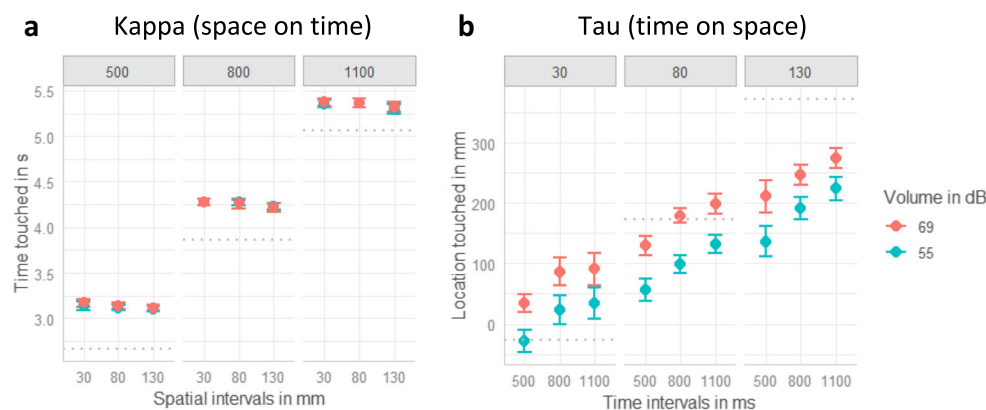 a Kappa (space on time)
500 800 1100
Time touched in s
5.5
5.0
4.5
4.0
3.5
3.0
30 80 130 30 80 130 30 80 130
Spatial intervals in mm
b Tau (time on space)
30 80 130
Location touched in mm
300
200
100
0
500 800 1100 500 800 1100 500 800 1100
Time intervals in ms
Volume in dB
69
55